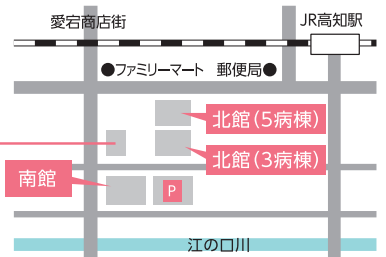 愛宕商店街
JR高知駅
●ファミリーマート 郵便局●
北館(5病棟)
北館(3病棟)
南館
P
江の口川